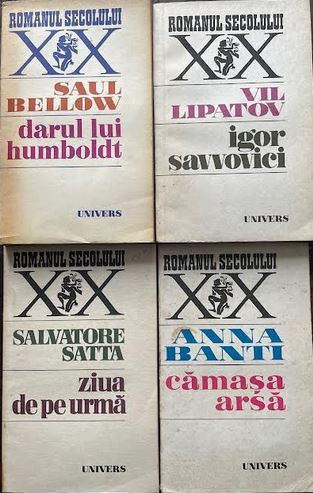 ROMANUL SECOLULUI
XX
SAUL
BELLOW
darul lui
humboldt
UNIVERS
ROMANUL SECOLULUI
XX
VIL
LIPATOV
igor
savvovici
UNIVERS
ROMANUL SECOLULUI
XX
SALVATORE
SATTA
ziua
de pe urmă
UNIVERS
ROMANUL SECOLULUI
XX
ANNA
BANTI
cămașa
arsă
UNIVERS